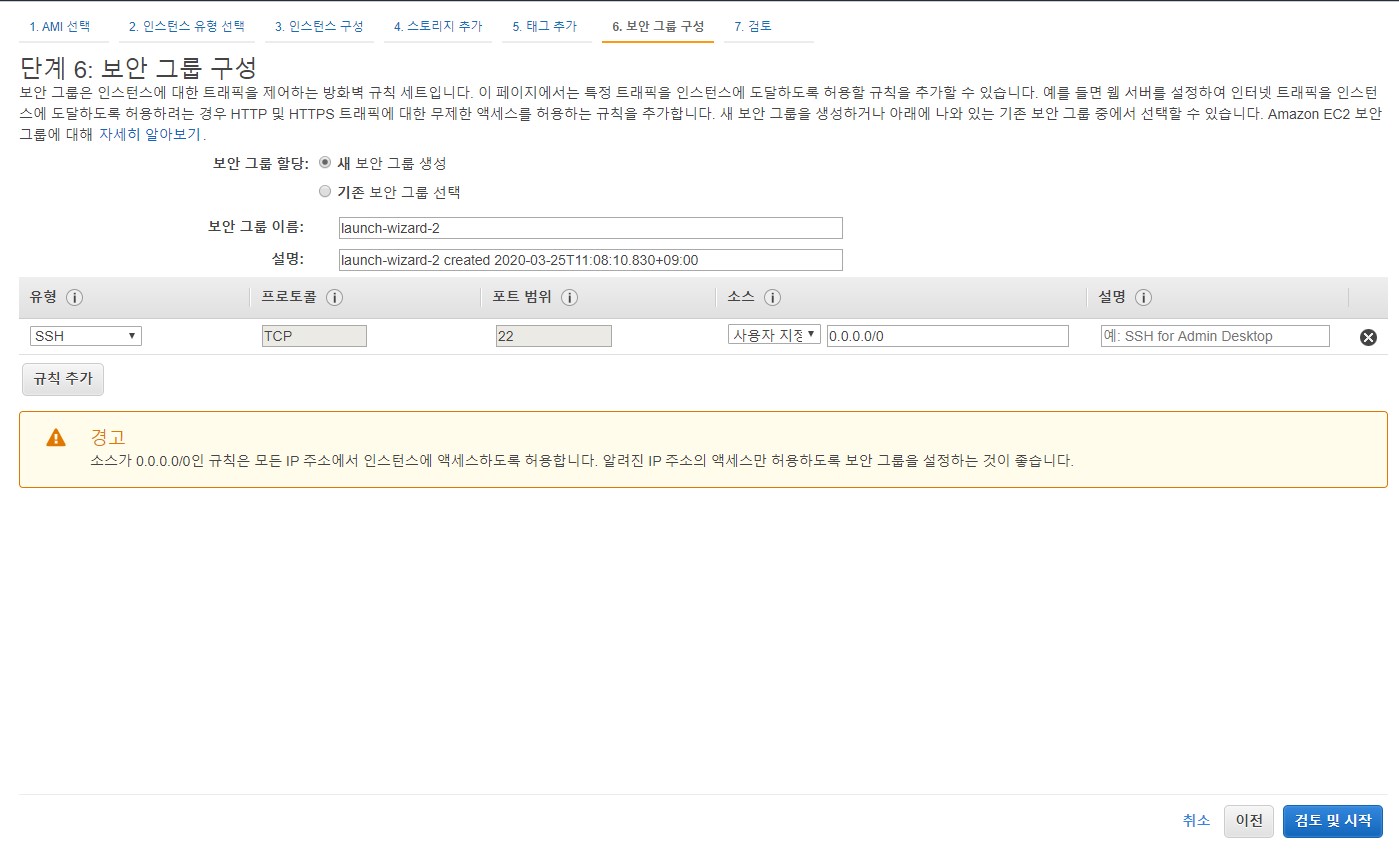 1. AMI 선택 2. 인스턴스 유형 선택 3. 인스턴스 구성 4. 스토리지 추가 5. 태그 추가 6. 보안 그룹 구성 7. 검토
단계 6: 보안 그룹 구성
보안 그룹은 인스턴스에 대한 트래픽을 제어하는 방화벽 규칙 세트입니다. 이 페이지에서는 특정 트래픽을 인스턴스에 도달하도록 허용할 규칙을 추가할 수 있습니다. 예를 들면 웹 서버를 설정하여 인터넷 트래픽을 인스턴
스에 도달하도록 허용하려는 경우 HTTP 및 HTTPS 트래픽에 대한 무제한 액세스를 허용하는 규칙을 추가합니다. 새 보안 그룹을 생성하거나 아래에 나와 있는 기존 보안 그룹 중에서 선택할 수 있습니다. Amazon EC2 보안
그룹에 대해 자세히 알아보기.
보안 그룹 할당: 새 보안 그룹 생성
기존 보안 그룹 선택
보안 그룹 이름: launch-wizard-2
설명: launch-wizard-2 created 2020-03-25T11:08:10.830+09:00
유형 프로토콜 포트 범위 소스 설명
SSH TCP 22 사용자 지정 0.0.0.0/0 예: SSH for Admin Desktop
규칙 추가
경고
소스가 0.0.0.0/0인 규칙은 모든 IP 주소에서 인스턴스에 액세스하도록 허용합니다. 알려진 IP 주소의 액세스만 허용하도록 보안 그룹을 설정하는 것이 좋습니다.
취소 이전 검토 및 시작